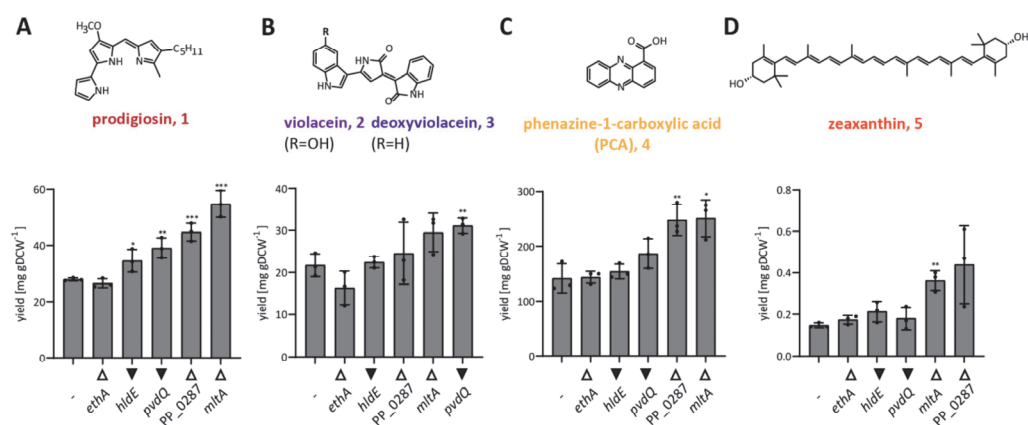 A
H₃CO
NH
N
C₅H₁₁
NH
prodigiosin, 1
yield [mg gDCW⁻¹]
60
40
20
0
*
**
***
***
-
ethA
hldE
pvdQ
PP_0287
mltA
B
R
O
HN
NH
O
NH
violacein, 2 deoxyviolacein, 3
(R=OH) (R=H)
yield [mg gDCW⁻¹]
40
30
20
10
0
**
-
ethA
hldE
PP_0287
mltA
pvdQ
C
O
OH
N
N
phenazine-1-carboxylic acid
(PCA), 4
yield [mg gDCW⁻¹]
300
200
100
0
**
*
-
ethA
hldE
pvdQ
PP_0287
mltA
D
OH
HO
zeaxanthin, 5
yield [mg gDCW⁻¹]
0.8
0.6
0.4
0.2
0.0
**
-
ethA
hldE
pvdQ
mltA
PP_0287